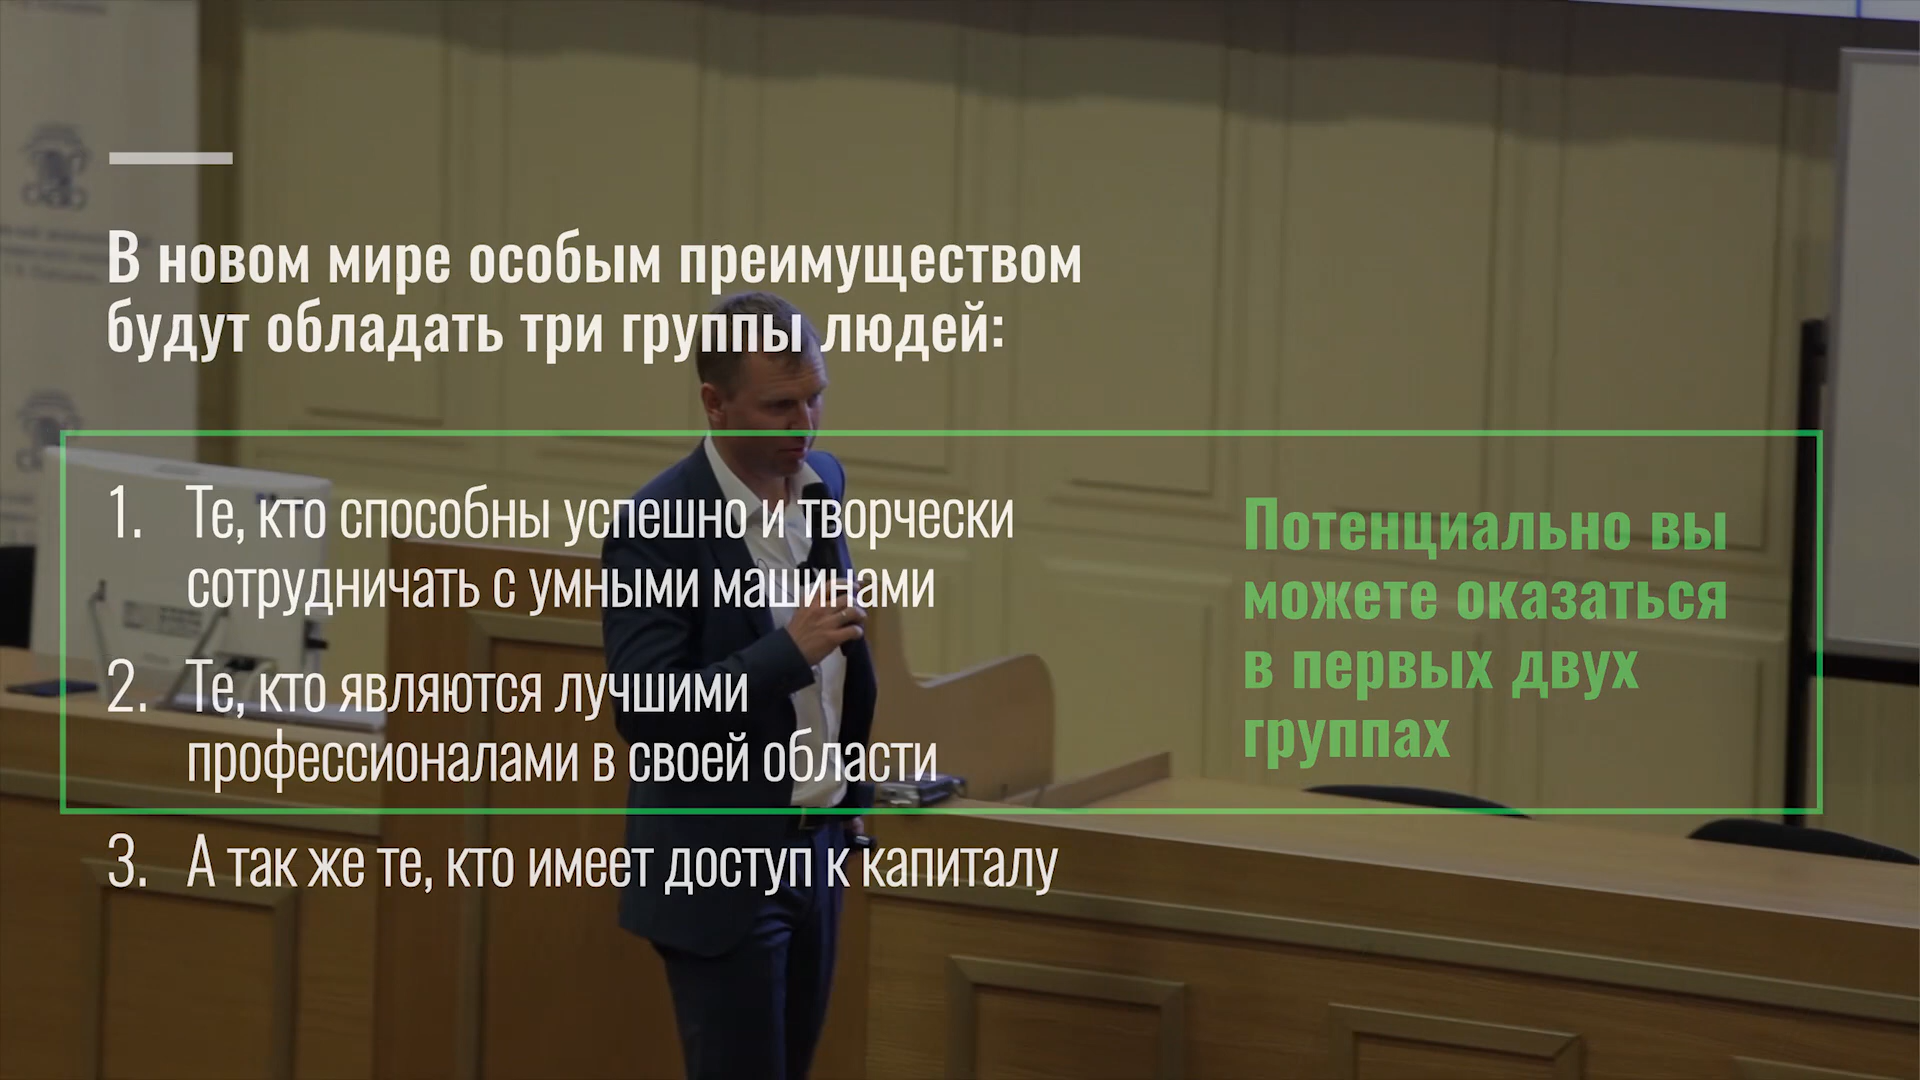 В новом мире особым преимуществом
будут обладать три группы людей:
1. Те, кто способны успешно и творчески
сотрудничать с умными машинами
2. Те, кто являются лучшими
профессионалами в своей области
3. А так же те, кто имеет доступ к капиталу
Потенциально вы
можете оказаться
в первых двух
группах